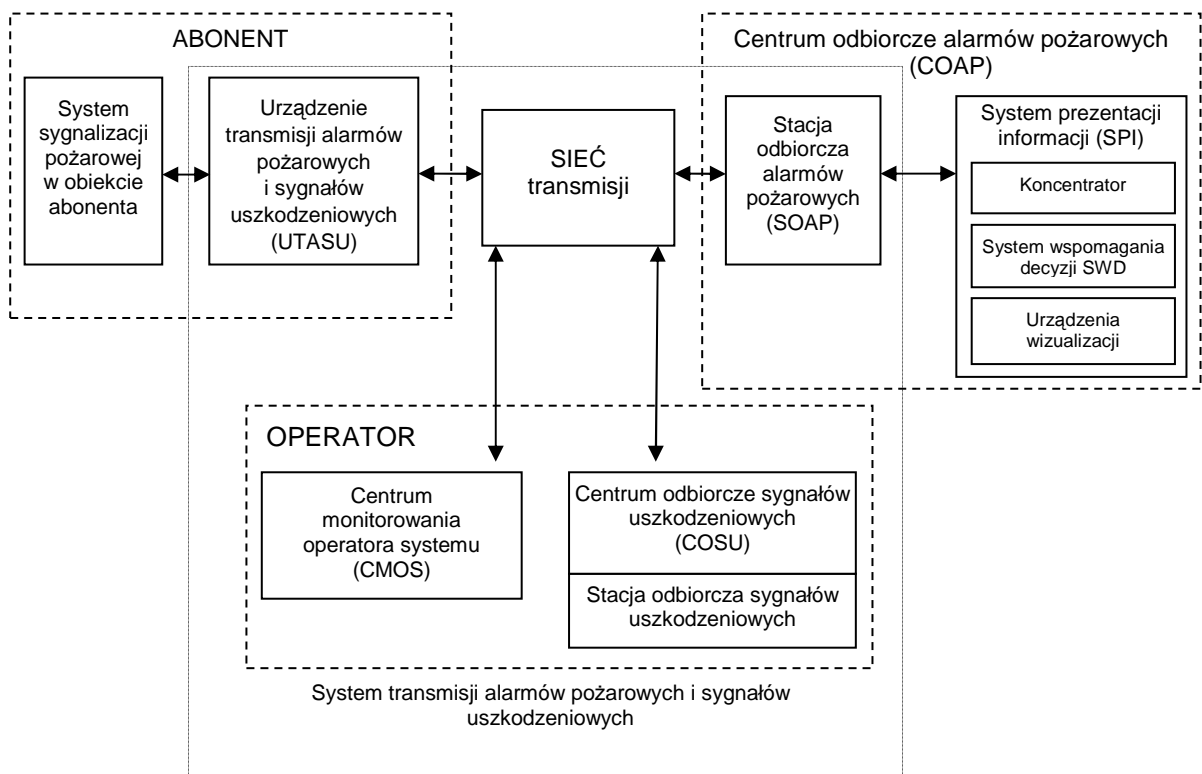 ABONENT
Centrum odbiorcze alarmów pożarowych
(COAP)
System
sygnalizacji
pożarowej
w obiekcie
abonenta
Urządzenie
transmisji alarmów
pożarowych
i sygnałów
uszkodzeniowych
(UTASU)
SIEĆ
transmisji
Stacja
odbiorcza
alarmów
pożarowych
(SOAP)
System prezentacji
informacji (SPI)
Koncentrator
System wspomagania
decyzji SWD
Urządzenia
wizualizacji
OPERATOR
Centrum
monitorowania
operatora systemu
(CMOS)
Centrum odbiorcze sygnałów
uszkodzeniowych
(COSU)
Stacja odbiorcza sygnałów
uszkodzeniowych
System transmisji alarmów pożarowych i sygnałów
uszkodzeniowych